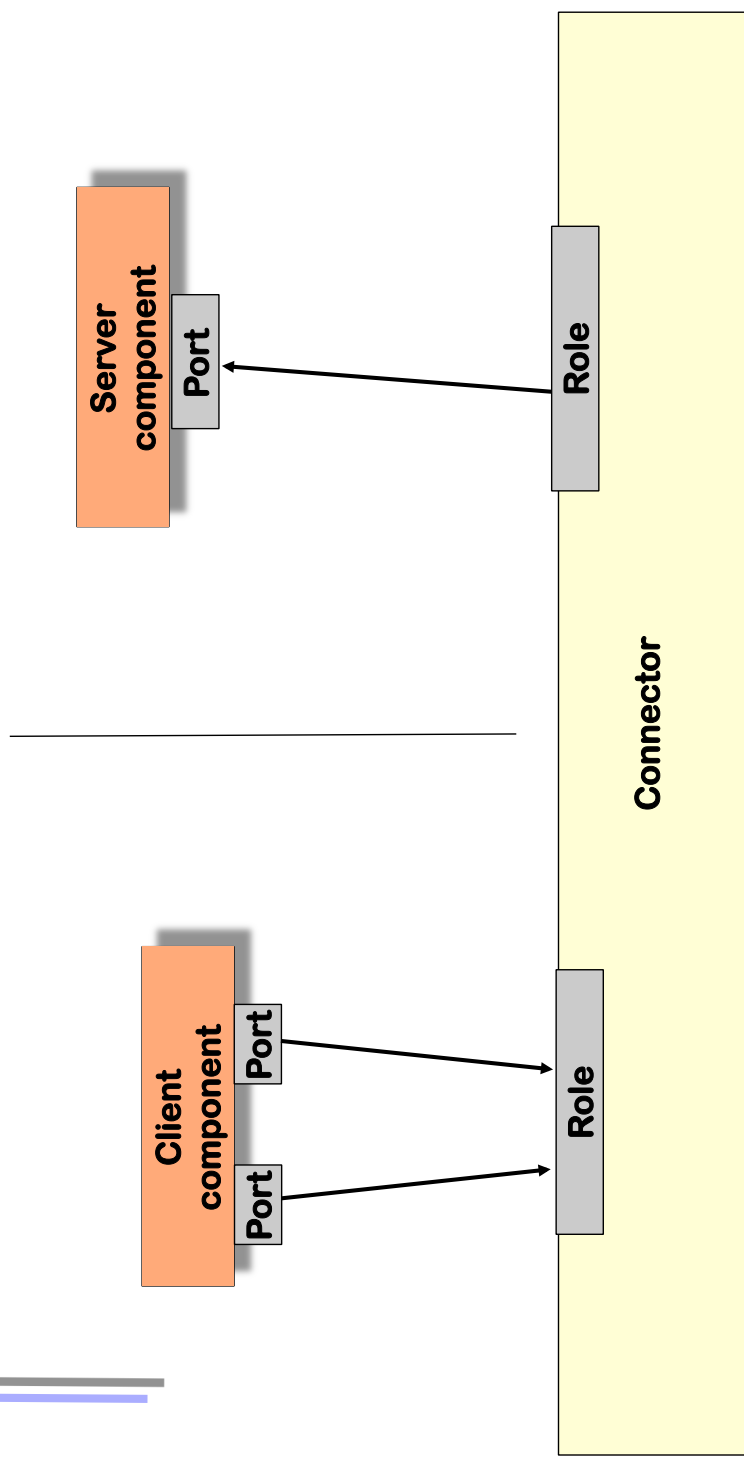 Client
component
Port
Port
Role
Server
component
Port
Role
Connector